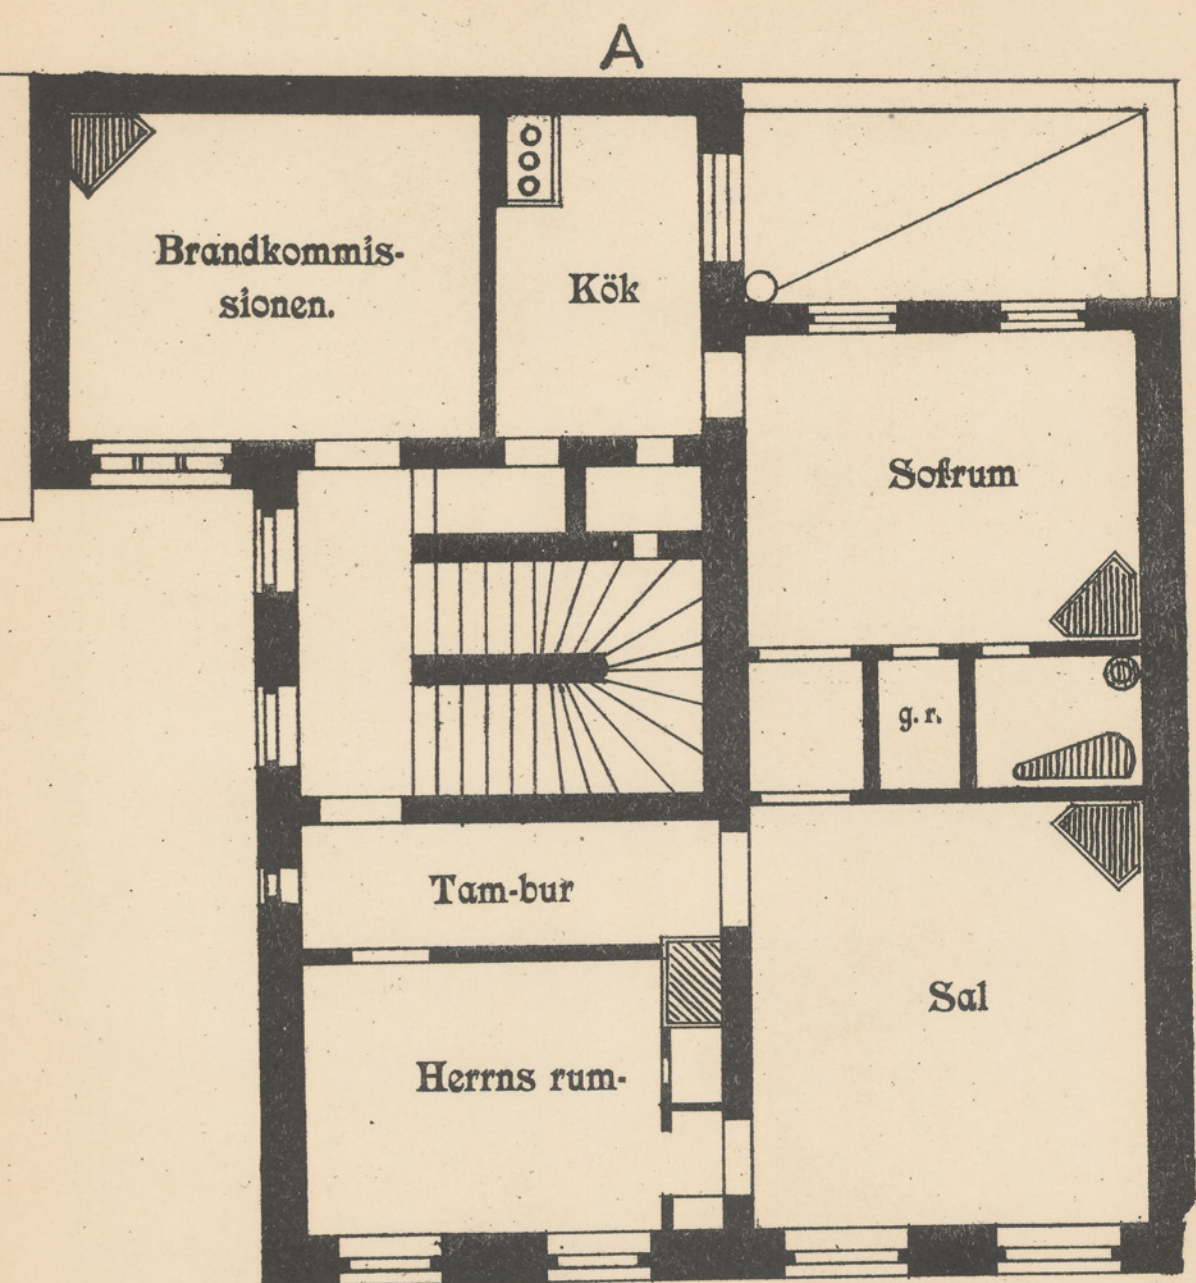 A
Brandkommis-
sionen.
Kök
Sofrum
g. r.
Tam-bur
Sal
Herrns rum-